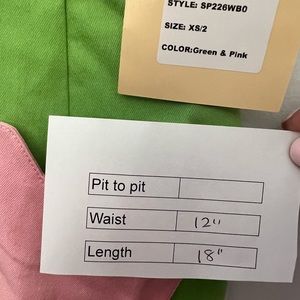 STYLE: SP226WB0
SIZE: XS/2
COLOR:Green & Pink
Pit to pit
Waist 12"
Length 18"